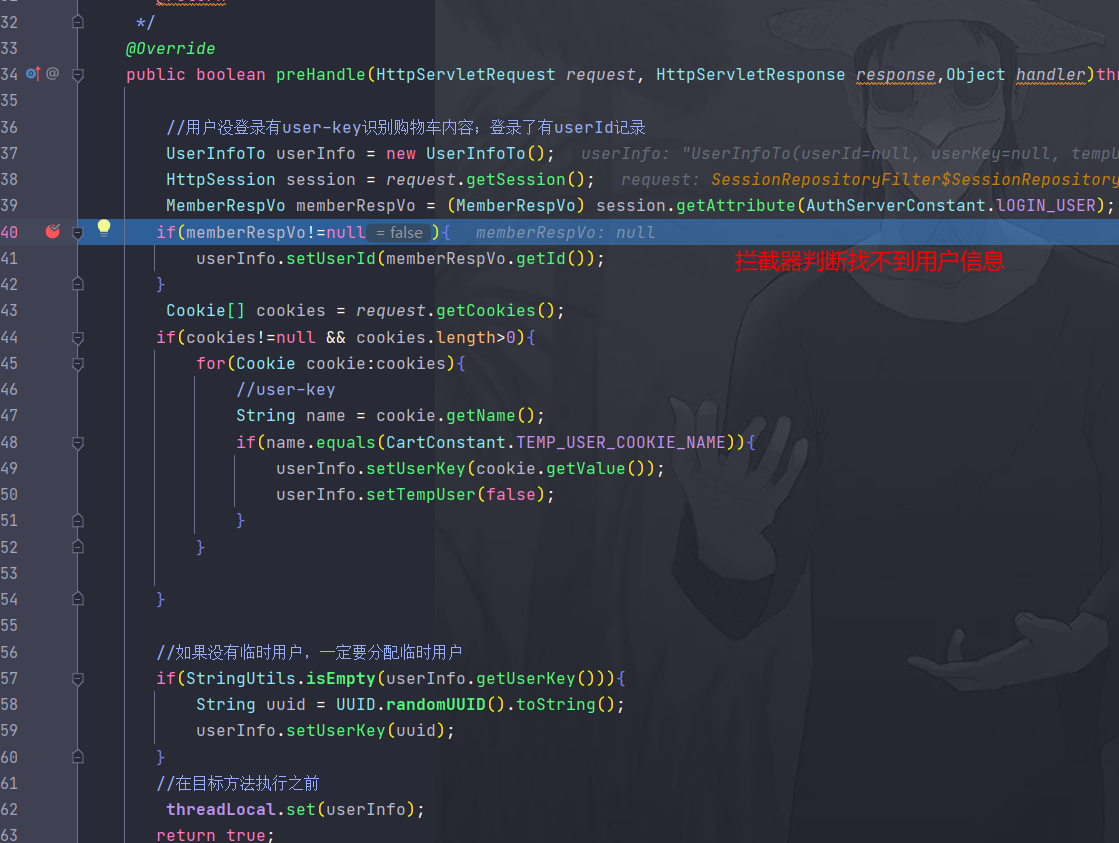 32 */
33 @Override
34 public boolean preHandle(HttpServletRequest request, HttpServletResponse response,Object handler)thr
35
36 //用户没登录有user-key识别购物车内容；登录了有userId记录
37 UserInfoTo userInfo = new UserInfoTo(); userInfo: "UserInfoTo(userId=null, userKey=null, tempU
38 HttpSession session = request.getSession(); request: SessionRepositoryFilter$SessionRepository
39 MemberRespVo memberRespVo = (MemberRespVo) session.getAttribute(AuthServerConstant.lOGIN_USER);
40 if(memberRespVo!=null = false ){ memberRespVo: null
41 userInfo.setUserId(memberRespVo.getId());
拦截器判断找不到用户信息
42 }
43 Cookie[] cookies = request.getCookies();
44 if(cookies!=null && cookies.length>0){
45 for(Cookie cookie:cookies){
46 //user-key
47 String name = cookie.getName();
48 if(name.equals(CartConstant.TEMP_USER_COOKIE_NAME)){
49 userInfo.setUserKey(cookie.getValue());
50 userInfo.setTempUser(false);
51 }
52 }
53
54 }
55
56 //如果没有临时用户，一定要分配临时用户
57 if(StringUtils.isEmpty(userInfo.getUserKey())){
58 String uuid = UUID.randomUUID().toString();
59 userInfo.setUserKey(uuid);
60 }
61 //在目标方法执行之前
62 threadLocal.set(userInfo);
63 return true;